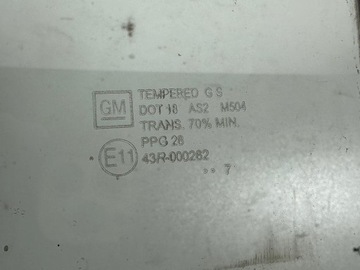 GM
TEMPERED G S
DOT 18 AS2 M504
TRANS. 70% MIN.
PPG 26
E11 43R-000262
.. 7